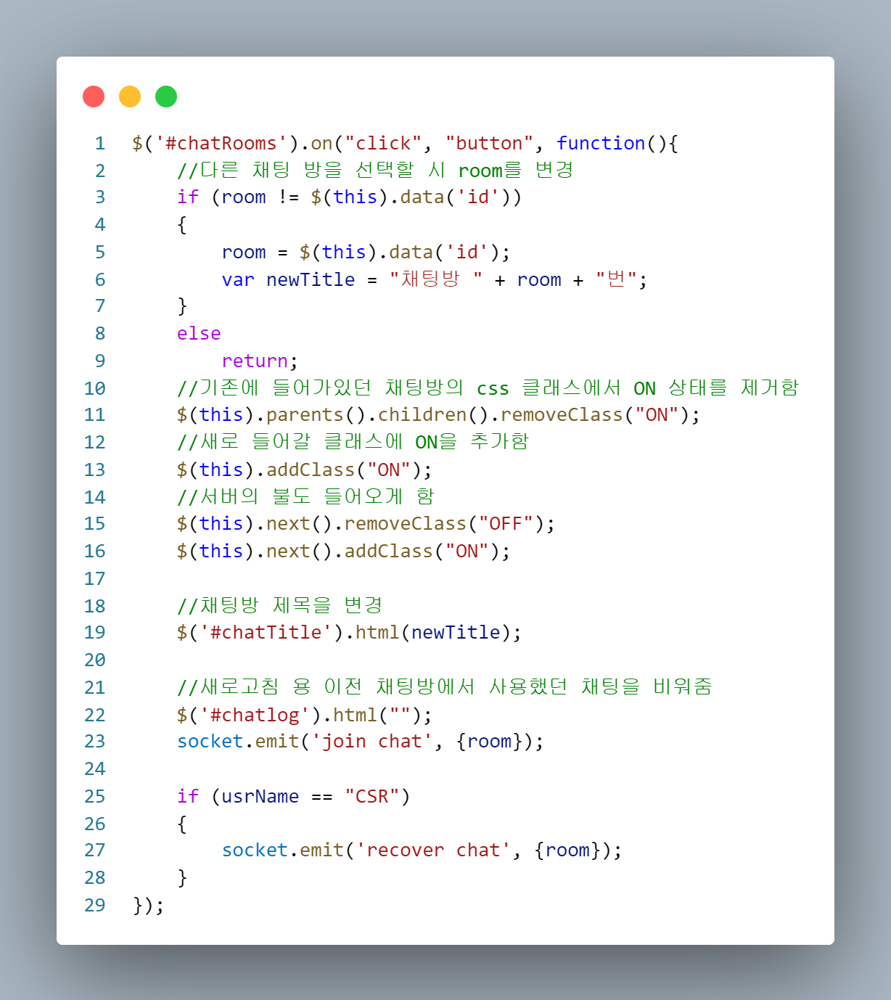 1 $('#chatRooms').on("click", "button", function(){
2 //다른 채팅 방을 선택할 시 room를 변경
3 if (room != $(this).data('id'))
4 {
5 room = $(this).data('id');
6 var newTitle = "채팅방 " + room + "번";
7 }
8 else
9 return;
10 //기존에 들어가있던 채팅방의 css 클래스에서 ON 상태를 제거함
11 $(this).parents().children().removeClass("ON");
12 //새로 들어갈 클래스에 ON을 추가함
13 $(this).addClass("ON");
14 //서버의 불도 들어오게 함
15 $(this).next().removeClass("OFF");
16 $(this).next().addClass("ON");
17
18 //채팅방 제목을 변경
19 $('#chatTitle').html(newTitle);
20
21 //새로고침 용 이전 채팅방에서 사용했던 채팅을 비워줌
22 $('#chatlog').html("");
23 socket.emit('join chat', {room});
24
25 if (usrName == "CSR")
26 {
27 socket.emit('recover chat', {room});
28 }
29 });